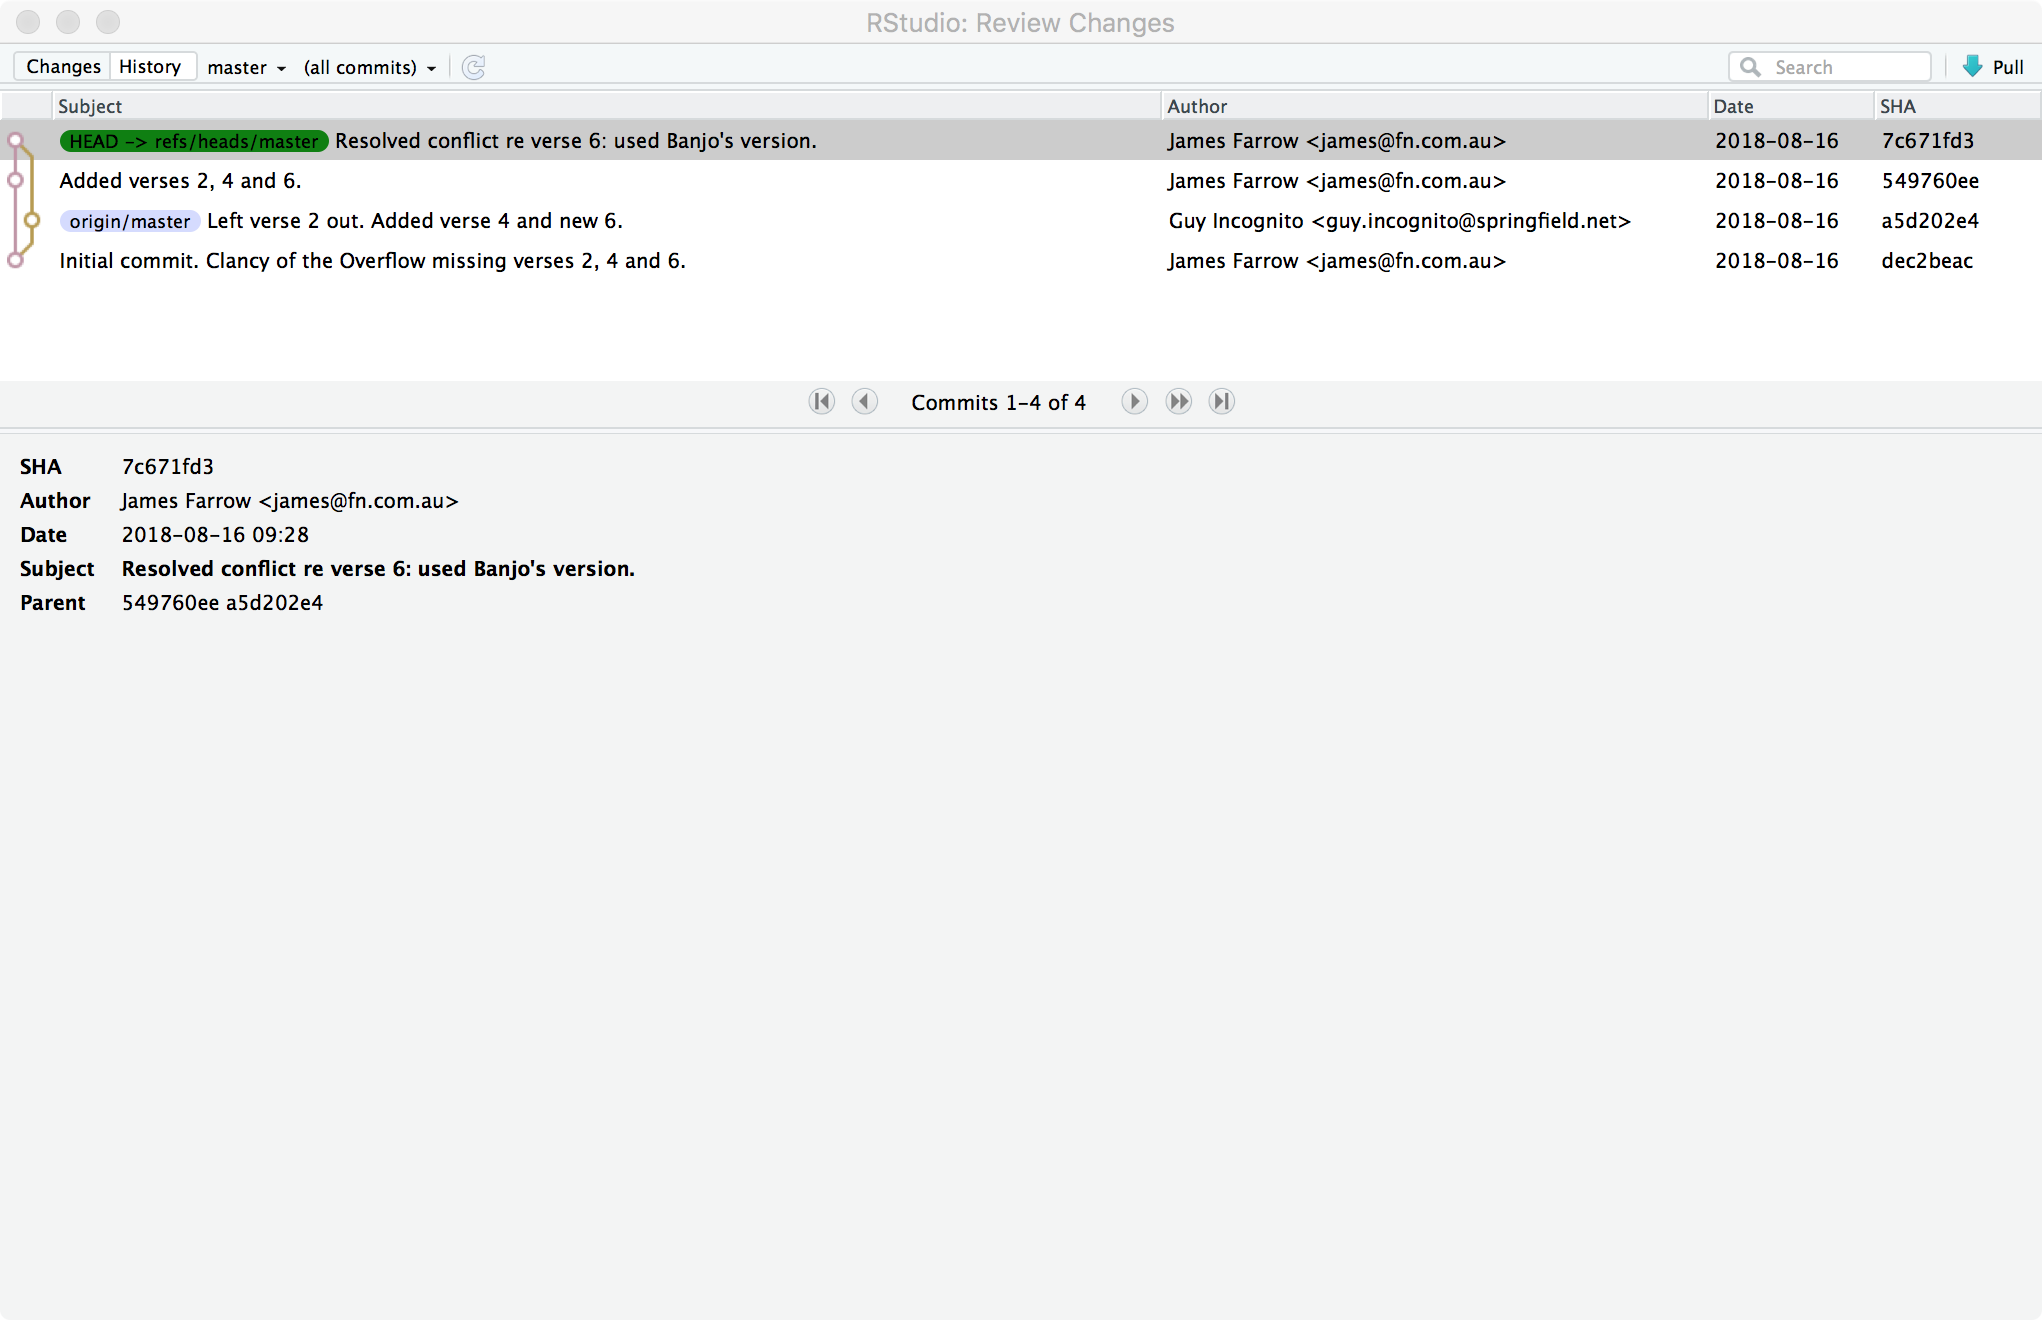 RStudio: Review Changes
Changes History master (all commits) Search Pull
Subject Author Date SHA
HEAD -> refs/heads/master Resolved conflict re verse 6: used Banjo's version. James Farrow <james@fn.com.au> 2018-08-16 7c671fd3
Added verses 2, 4 and 6. James Farrow <james@fn.com.au> 2018-08-16 549760ee
origin/master Left verse 2 out. Added verse 4 and new 6. Guy Incognito <guy.incognito@springfield.net> 2018-08-16 a5d202e4
Initial commit. Clancy of the Overflow missing verses 2, 4 and 6. James Farrow <james@fn.com.au> 2018-08-16 dec2beac
Commits 1-4 of 4
SHA 7c671fd3
Author James Farrow <james@fn.com.au>
Date 2018-08-16 09:28
Subject Resolved conflict re verse 6: used Banjo's version.
Parent 549760ee a5d202e4